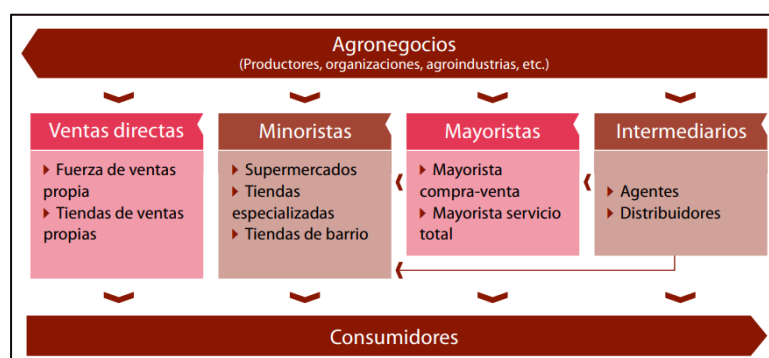 Agronegocios
(Productores, organizaciones, agroindustrias, etc.)
Ventas directas
Fuerza de ventas
propia
Tiendas de ventas
propias
Minoristas
Supermercados
Tiendas
especializadas
Tiendas de barrio
Mayoristas
Mayorista
compra-venta
Mayorista servicio
total
Intermediarios
Agentes
Distribuidores
Consumidores